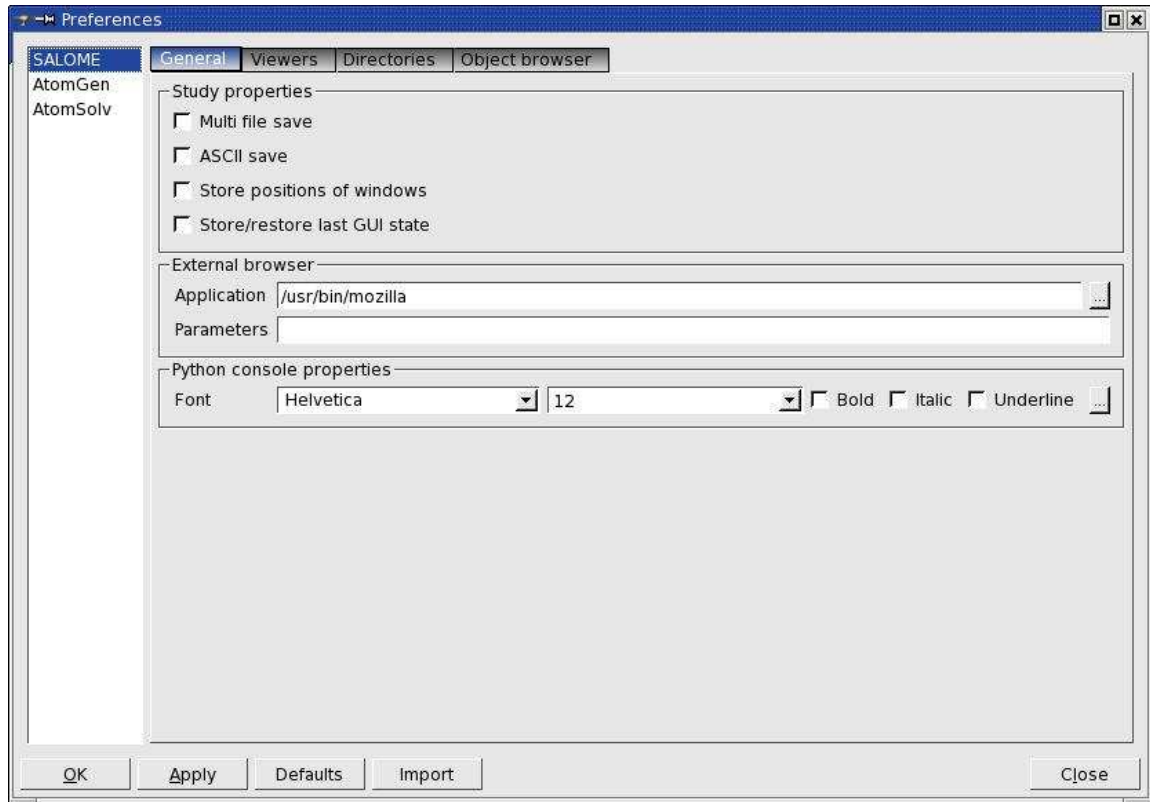 Preferences
SALOME
AtomGen
AtomSolv
General Viewers Directories Object browser
Study properties
Multi file save
ASCII save
Store positions of windows
Store/restore last GUI state
External browser
Application /usr/bin/mozilla ...
Parameters
Python console properties
Font Helvetica 12 Bold Italic Underline ...
OK Apply Defaults Import Close